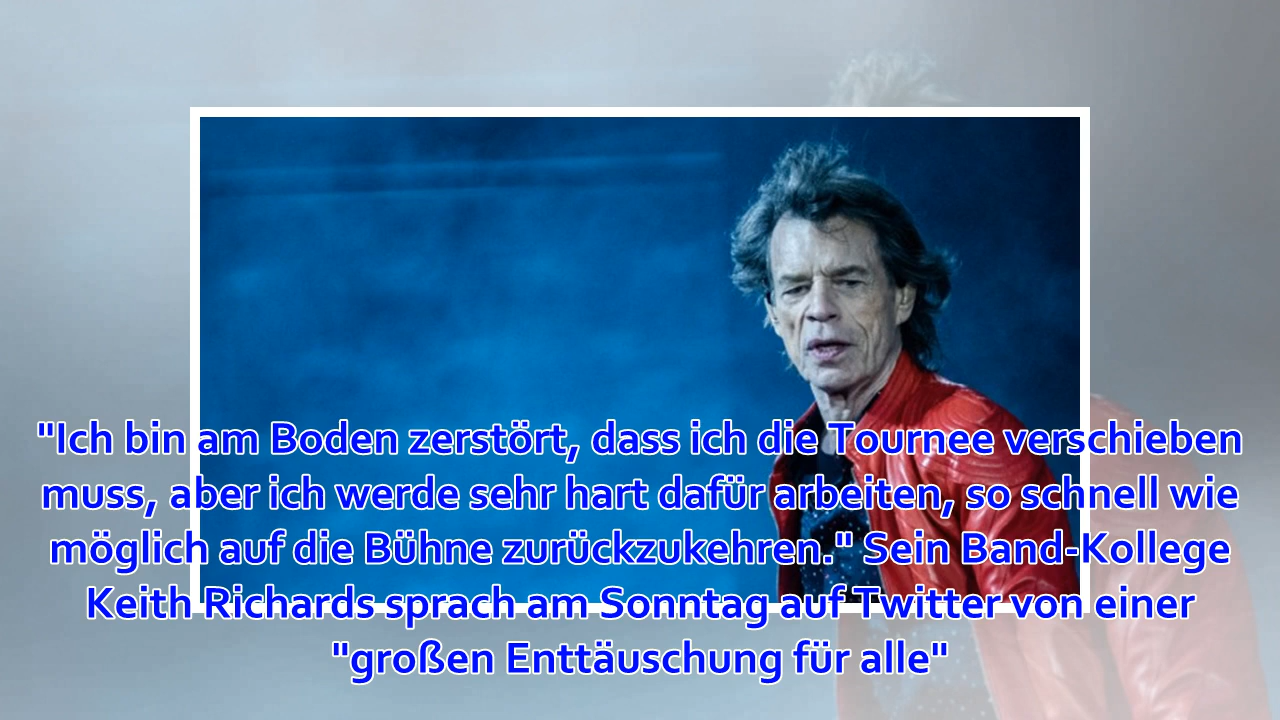 "Ich bin am Boden zerstört, dass ich die Tournee verschieben
muss, aber ich werde sehr hart dafür arbeiten, so schnell wie
möglich auf die Bühne zurückzukehren." Sein Band-Kollege
Keith Richards sprach am Sonntag auf Twitter von einer
"großen Enttäuschung für alle"